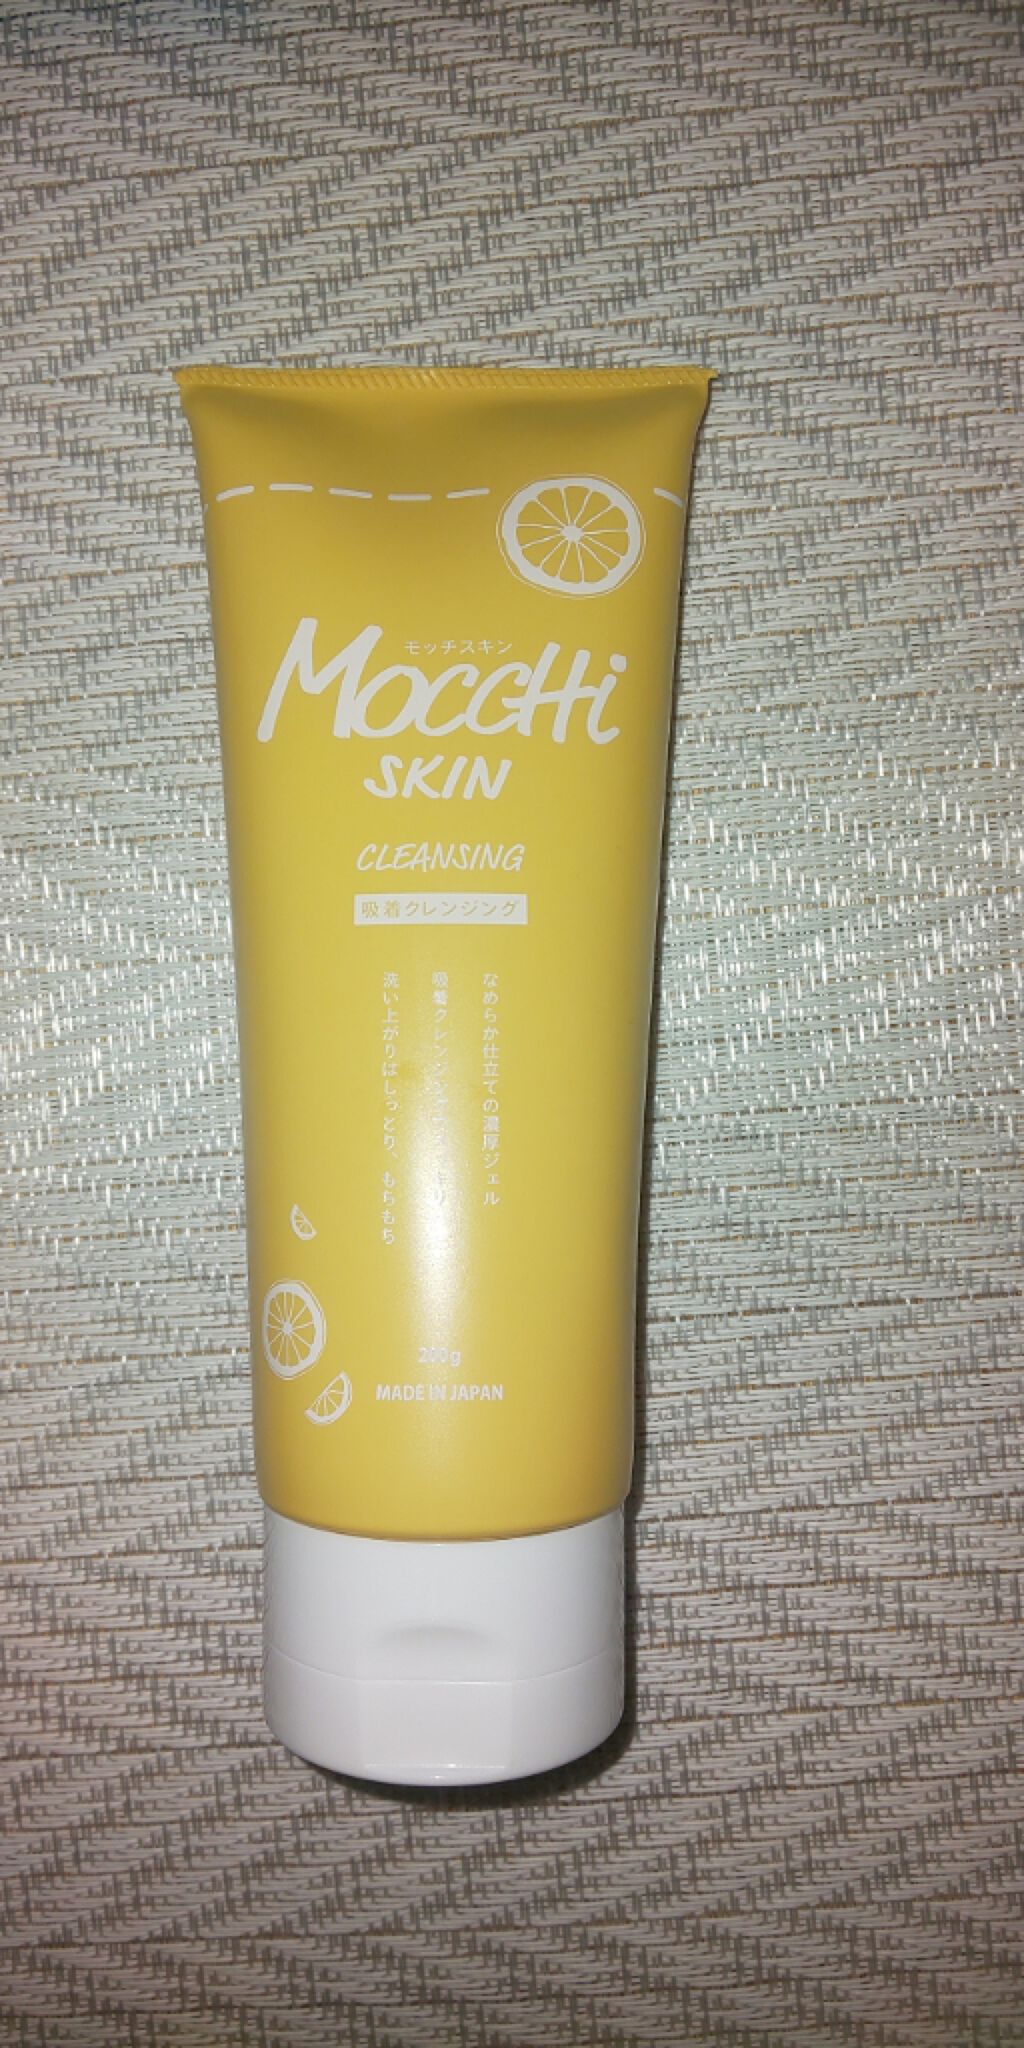 モッチスキン
MOCCHi
SKIN
CLEANSING
吸着クレンジング
なめらか仕立ての濃厚ジェル
吸着クレンジング
洗い上がりはしっとり、もちもち
200g
MADE IN JAPAN